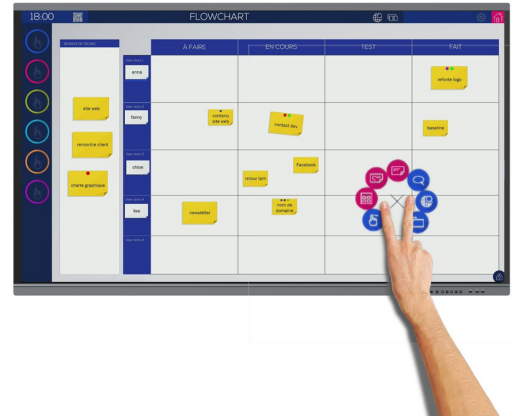 18:00
FLOWCHART
À FAIRE
EN COURS
TEST
FAIT
anna
refonte logo
site web
fanny
contenu
site web
contact dev
baseline
rencontre client
chloe
Facebook
retour tpm
charte graphique
lisa
newsletter
nom de
domaine